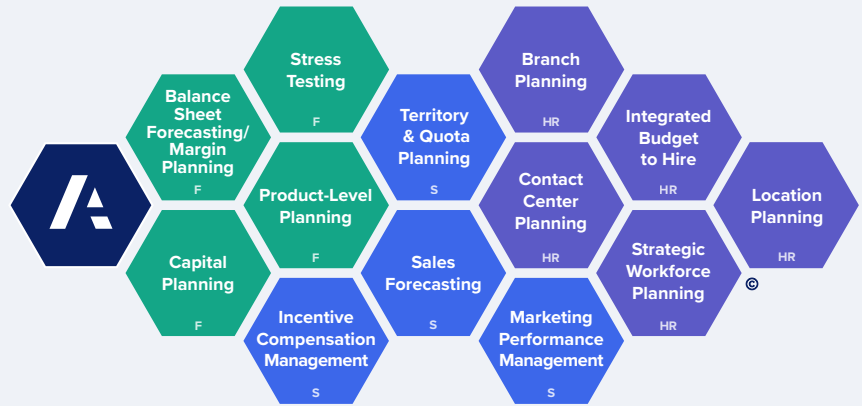 Stress
Testing
F
Branch
Planning
HR
Balance
Sheet
Forecasting/
Margin
Planning
F
Territory
& Quota
Planning
S
Integrated
Budget
to Hire
HR
Product-Level
Planning
F
Contact
Center
Planning
HR
Location
Planning
HR
Capital
Planning
F
Sales
Forecasting
S
Strategic
Workforce
Planning
HR
©
Incentive
Compensation
Management
S
Marketing
Performance
Management
S